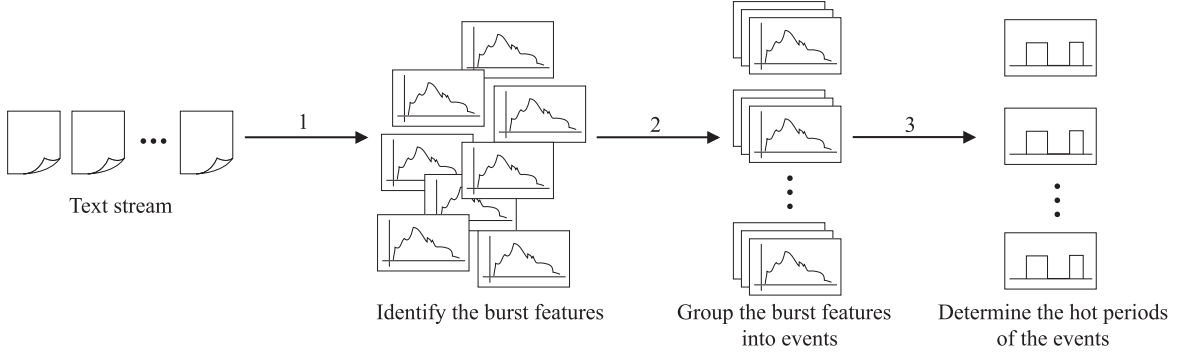 1
2
3
Text stream
Identify the burst features
Group the burst features
into events
Determine the hot periods
of the events